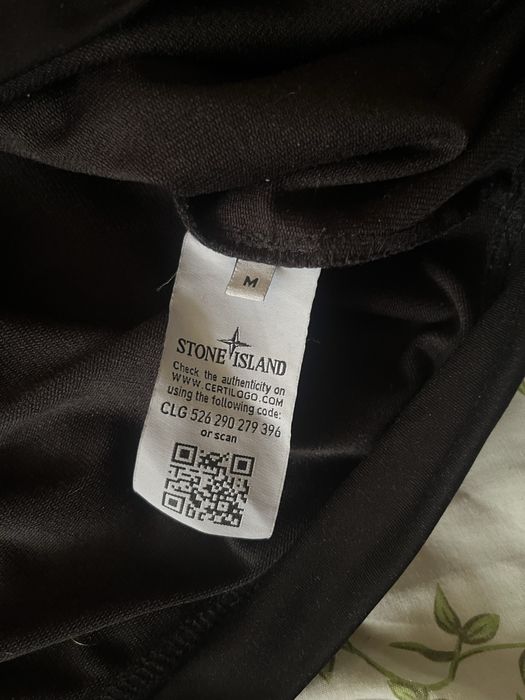 M
STONE ISLAND
Check the authenticity on
WWW.CERTILOGO.COM
using the following code:
CLG 526 290 279 396
or scan